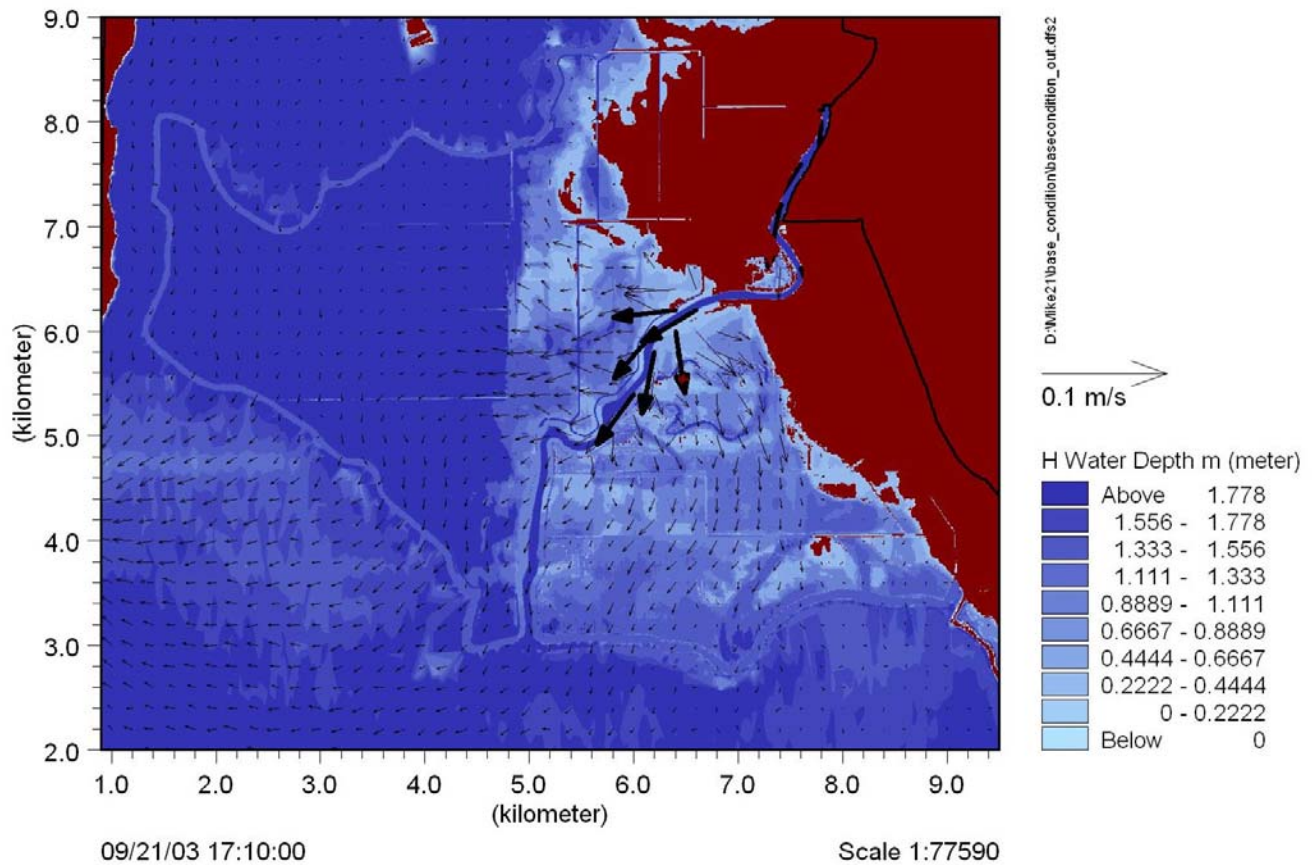 9.0
8.0
7.0
6.0
5.0
4.0
3.0
2.0
(kilometer)
1.0 2.0 3.0 4.0 5.0 6.0 7.0 8.0 9.0
(kilometer)
09/21/03 17:10:00
Scale 1:77590
D:\Mike21\base_condition\basecondition_out.dfs2
0.1 m/s
H Water Depth m (meter)
Above 1.778
1.556 - 1.778
1.333 - 1.556
1.111 - 1.333
0.8889 - 1.111
0.6667 - 0.8889
0.4444 - 0.6667
0.2222 - 0.4444
0 - 0.2222
Below 0